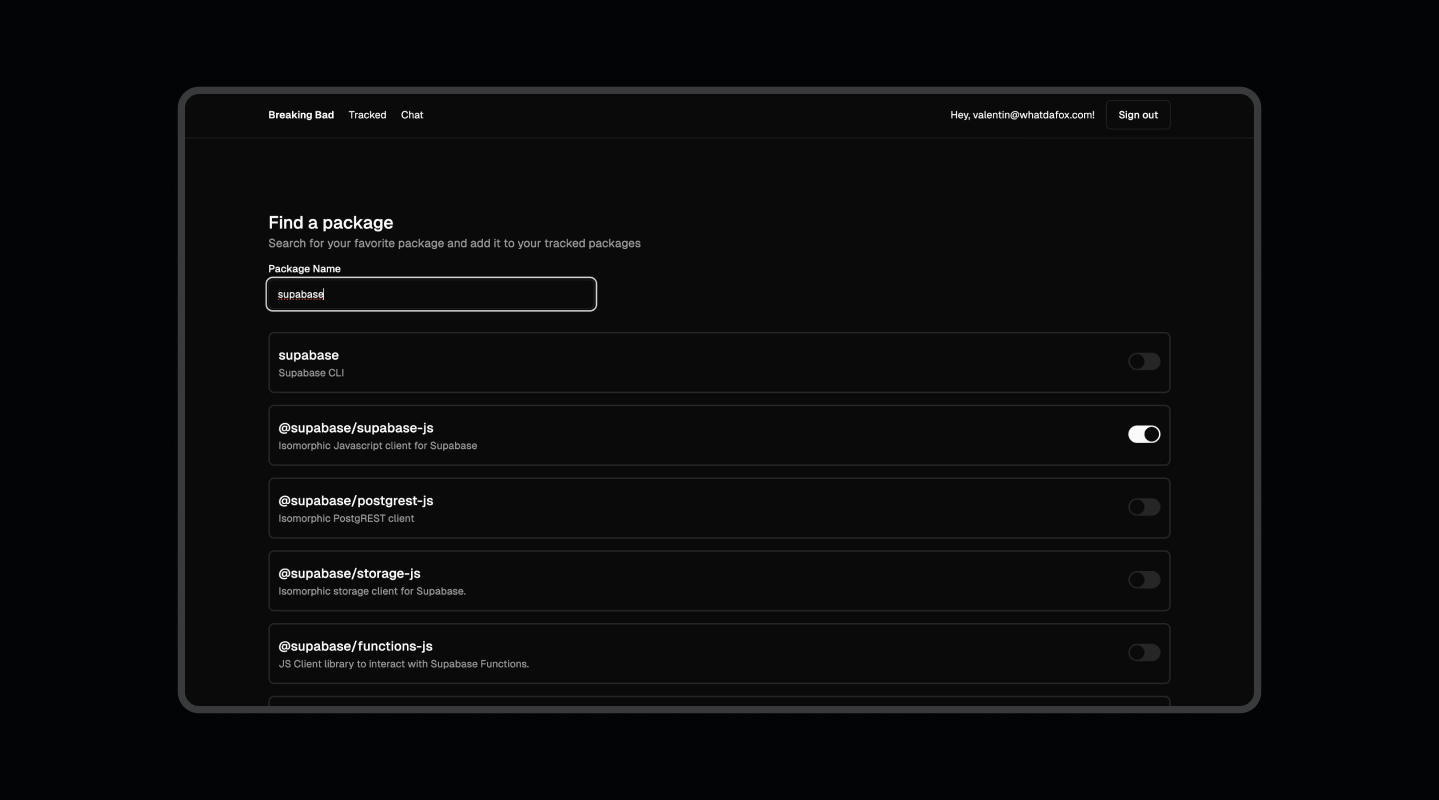 Breaking Bad Tracked Chat Hey, valentin@whatdafox.com! Sign out
Find a package
Search for your favorite package and add it to your tracked packages
Package Name
supabase
supabase
Supabase CLI
@supabase/supabase-js
Isomorphic Javascript client for Supabase
@supabase/postgrest-js
Isomorphic PostgREST client
@supabase/storage-js
Isomorphic storage client for Supabase.
@supabase/functions-js
JS Client library to interact with Supabase Functions.